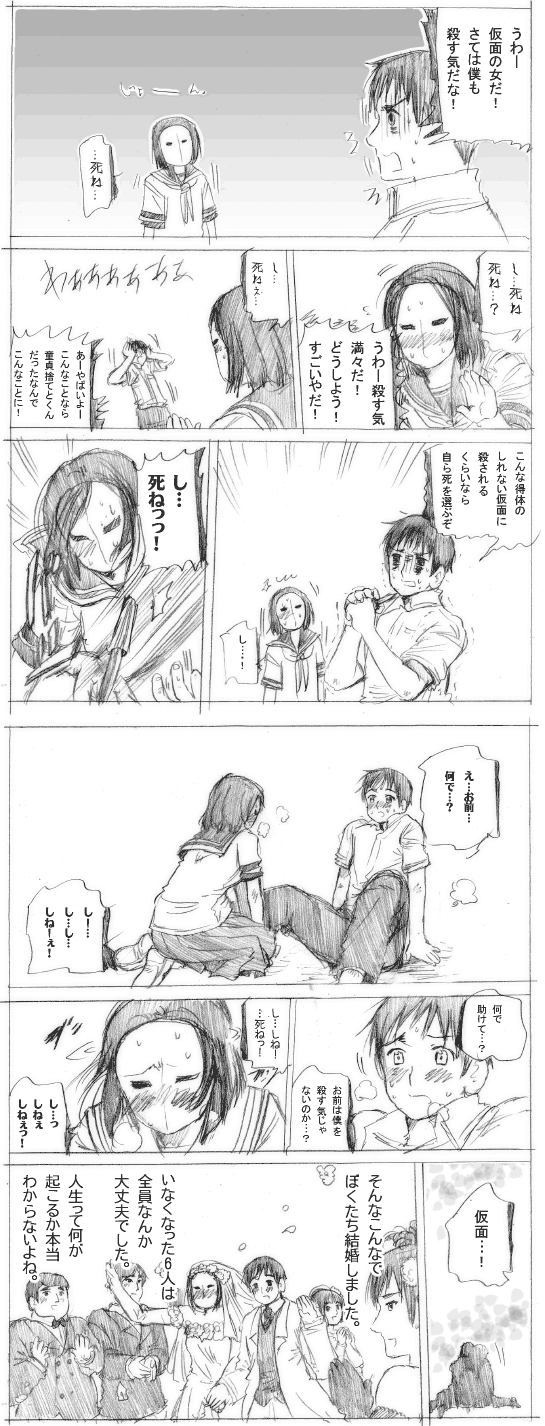 うわー
仮面の女だ！
さては僕も
殺す気だな！
じょーん
…死ね…
し…死ね
死ね…？
うわー殺す気
満々だ！
どうしよう！
すごいやだ！
し…
死ねぇ…
わぁぁぁぁぁぁ
あーやばいよー
こんなことなら
童貞捨てとくん
だったなんで
こんなことに！
こんな得体の
しれない仮面に
殺される
くらいなら
自ら死を選ぶぞ
し…！
し…
死ねっっ！
え…お前…
何で…？
しー…
し…し…
しねーぇ！
何で
助けて…？
お前は僕を
殺す気じゃ
ないのか…？
し…しね！
…死ねっ！
し…っ
しねぇ
しねぇっ！
仮面…！
そんなこんなで
ぼくたち結婚しました。
いなくなった6人は
全員なんか
大丈夫でした。
人生って何が
起こるか本当
わからないよね。